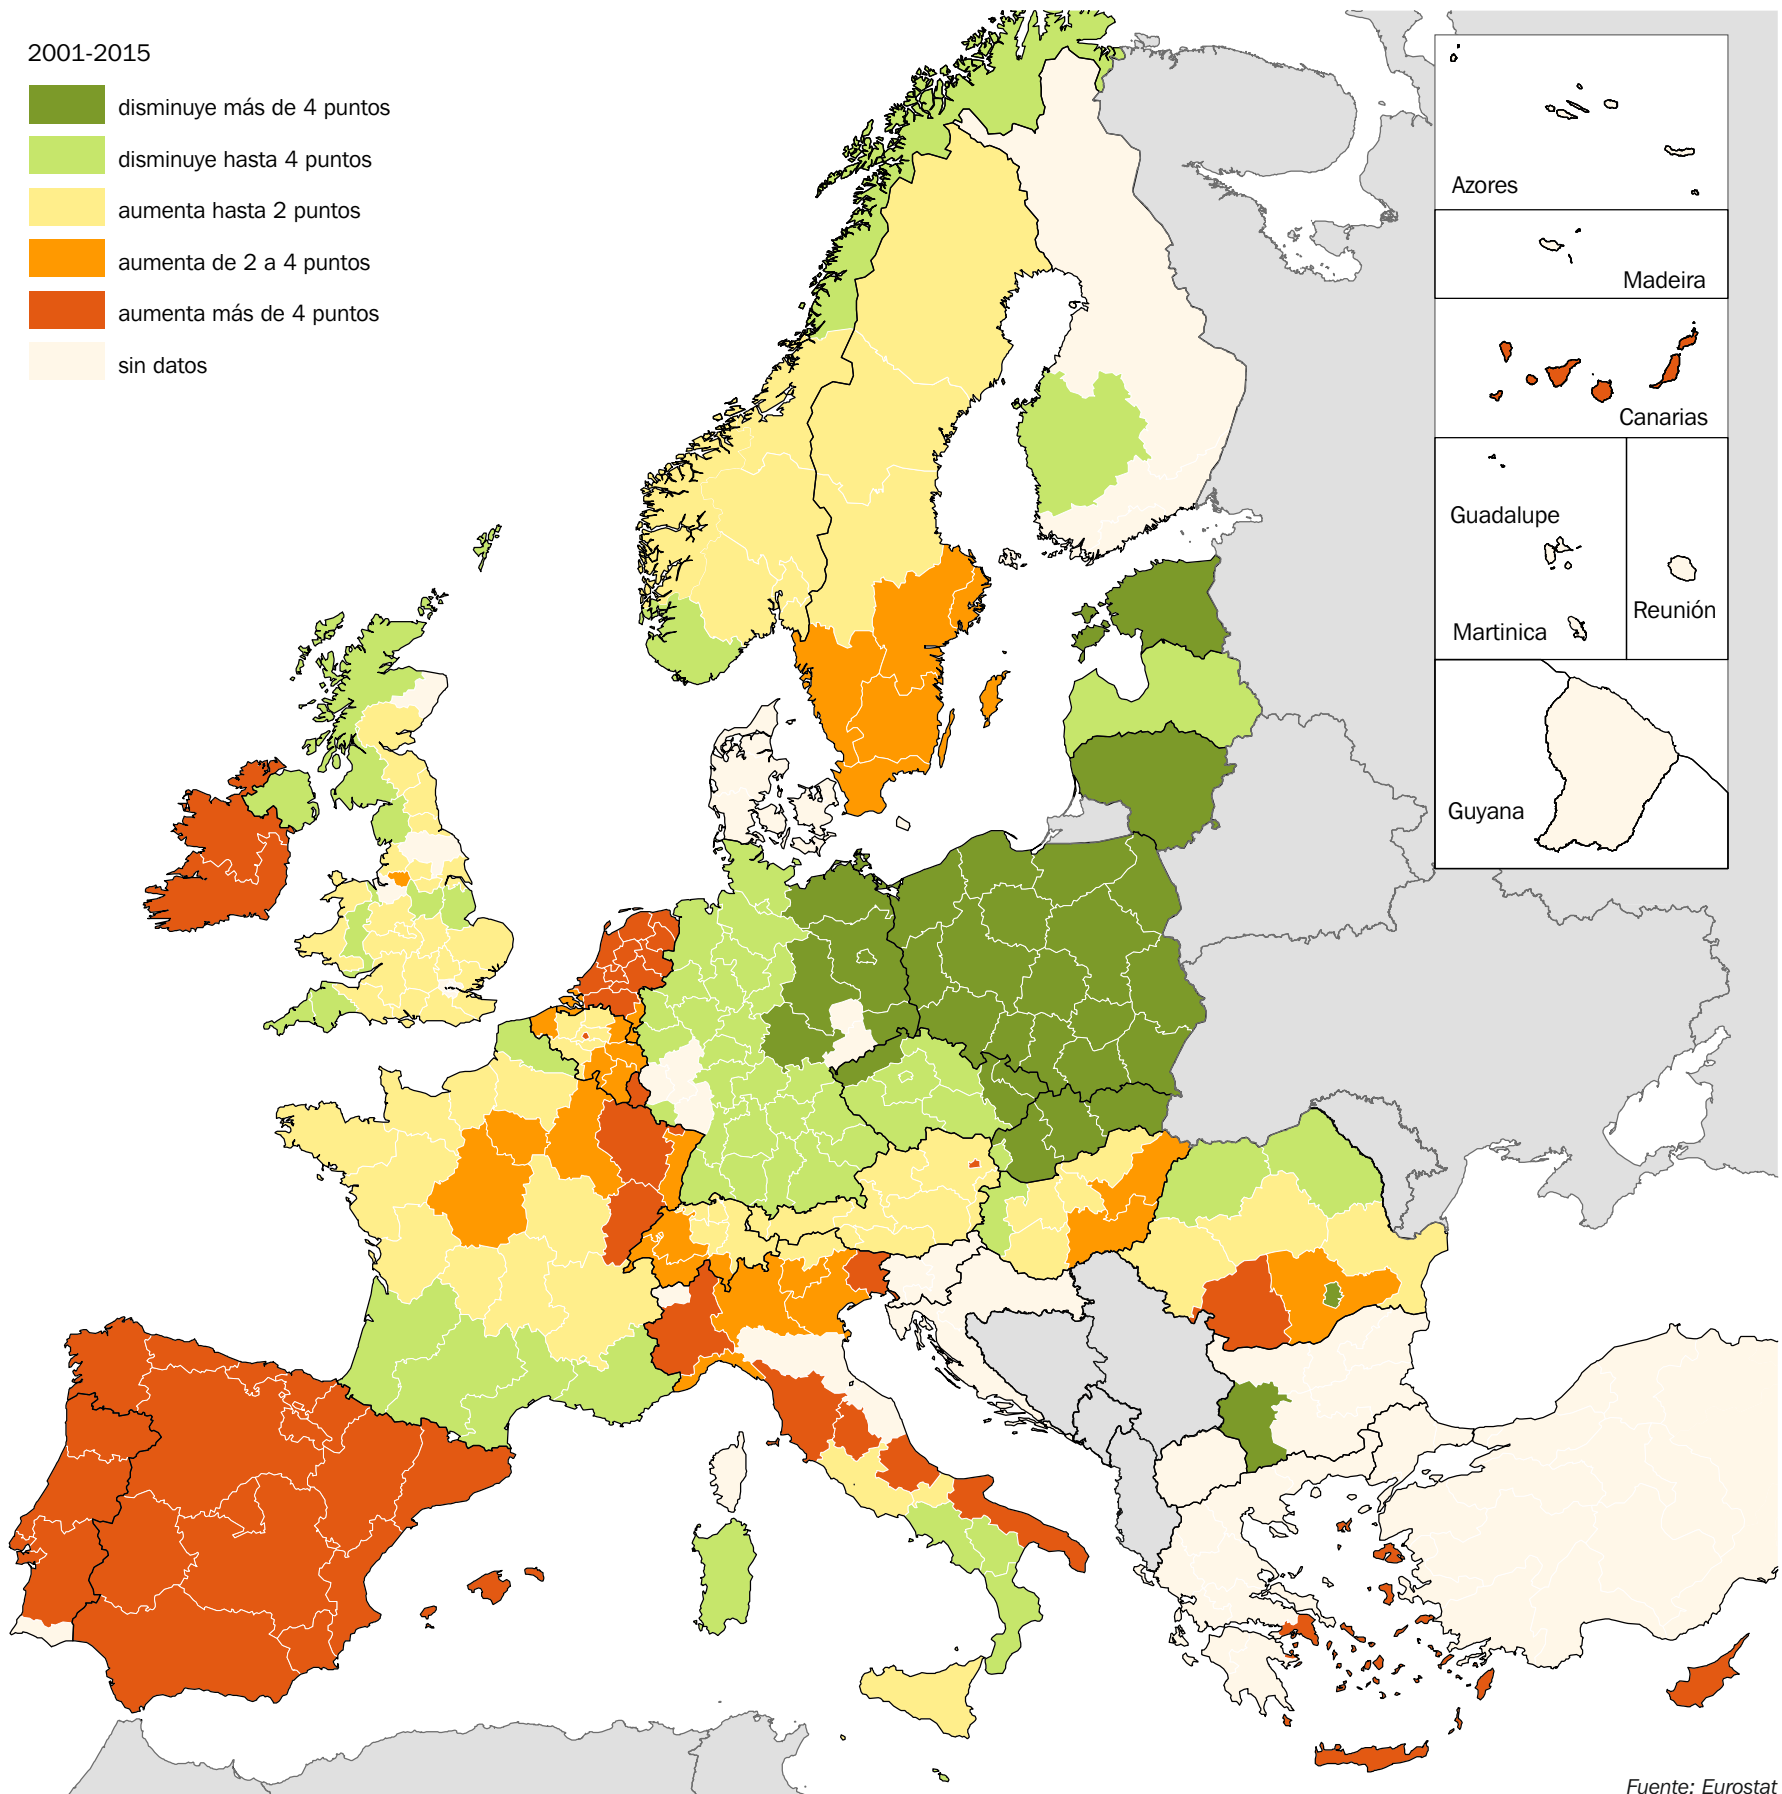 2001-2015
disminuye más de 4 puntos
disminuye hasta 4 puntos
aumenta hasta 2 puntos
aumenta de 2 a 4 puntos
aumenta más de 4 puntos
sin datos
Azores
Madeira
Canarias
Guadalupe
Martinica
Reunión
Guyana
Fuente: Eurostat